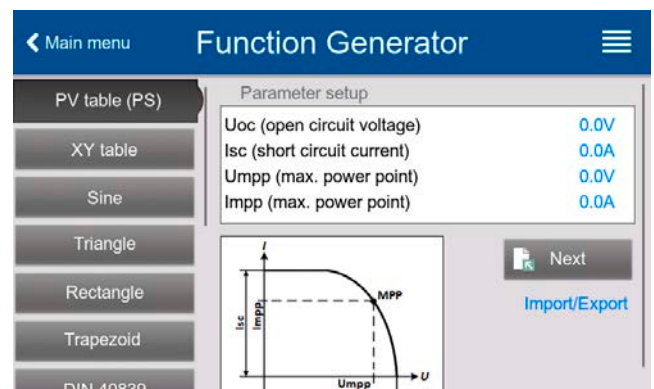 Main menu
Function Generator
PV table (PS)
XY table
Sine
Triangle
Rectangle
Trapezoid
DIN 40839
Parameter setup
Uoc (open circuit voltage) 0.0V
Isc (short circuit current) 0.0A
Umpp (max. power point) 0.0V
Impp (max. power point) 0.0A
I
MPP
Isc
Impp
Umpp
U
Next
Import/Export